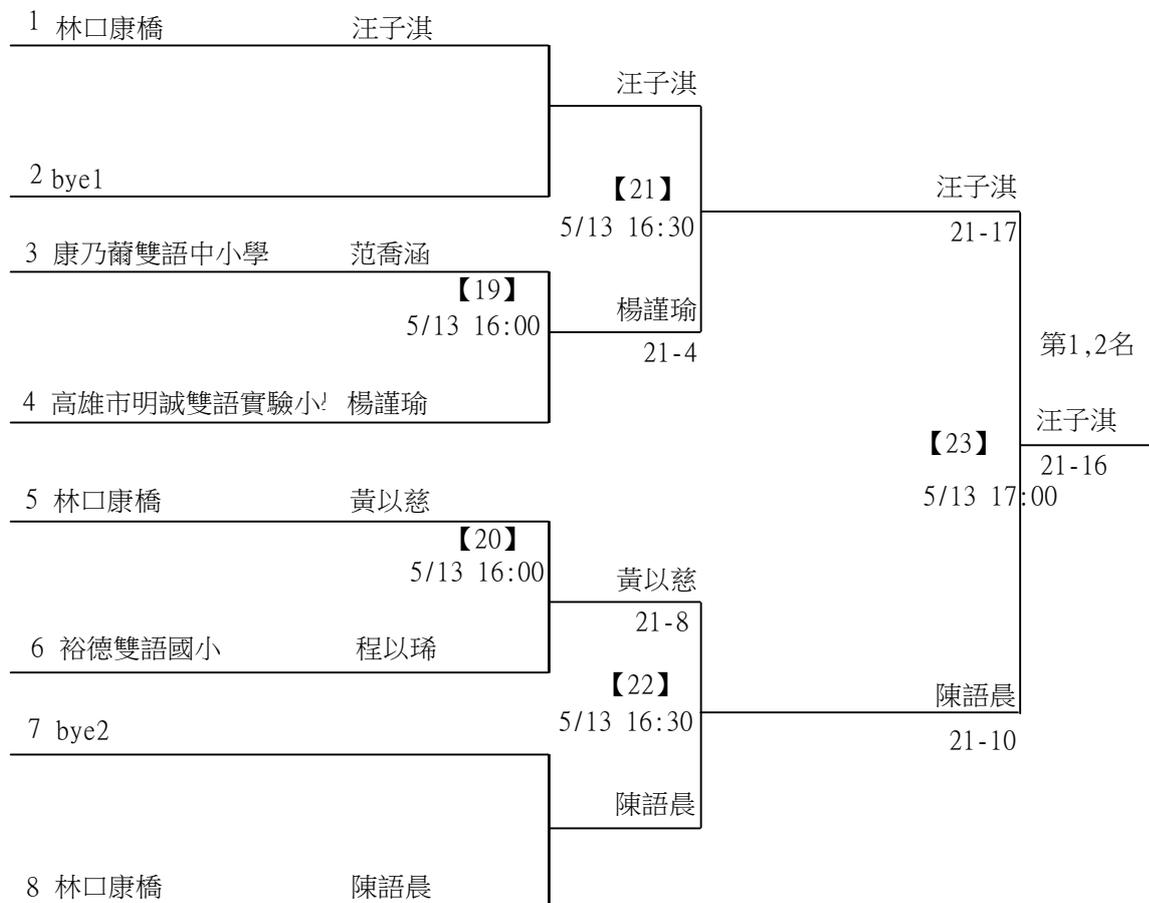 1 林口康橋 汪子淇
汪子淇
2 bye1
【21】
汪子淇
5/13 16:30
21-17
3 康乃薾雙語中小學 范喬涵
【19】
楊謹瑜
5/13 16:00
21-4
第1,2名
4 高雄市明誠雙語實驗小 楊謹瑜
汪子淇
【23】
21-16
5 林口康橋 黃以慈
5/13 17:00
【20】
5/13 16:00
黃以慈
21-8
6 裕德雙語國小 程以琋
【22】
陳語晨
5/13 16:30
7 bye2
21-10
陳語晨
8 林口康橋 陳語晨